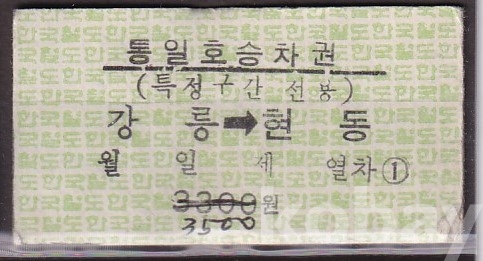 통일호승차권
(특정구간 전용)
강릉➡현동
월 일 세 열차①
3300원
3500
kobay